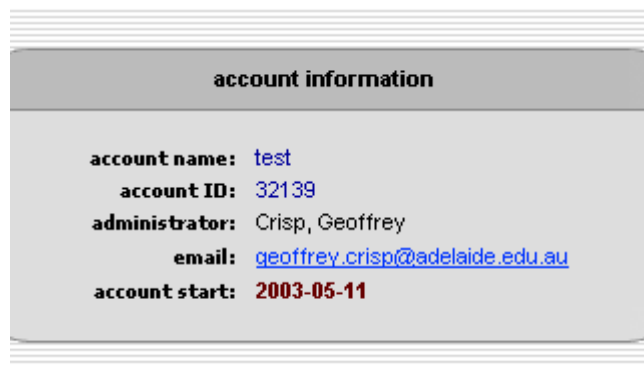 account information
account name: test
account ID: 32139
administrator: Crisp, Geoffrey
email: geoffrey.crisp@adelaide.edu.au
account start: 2003-05-11